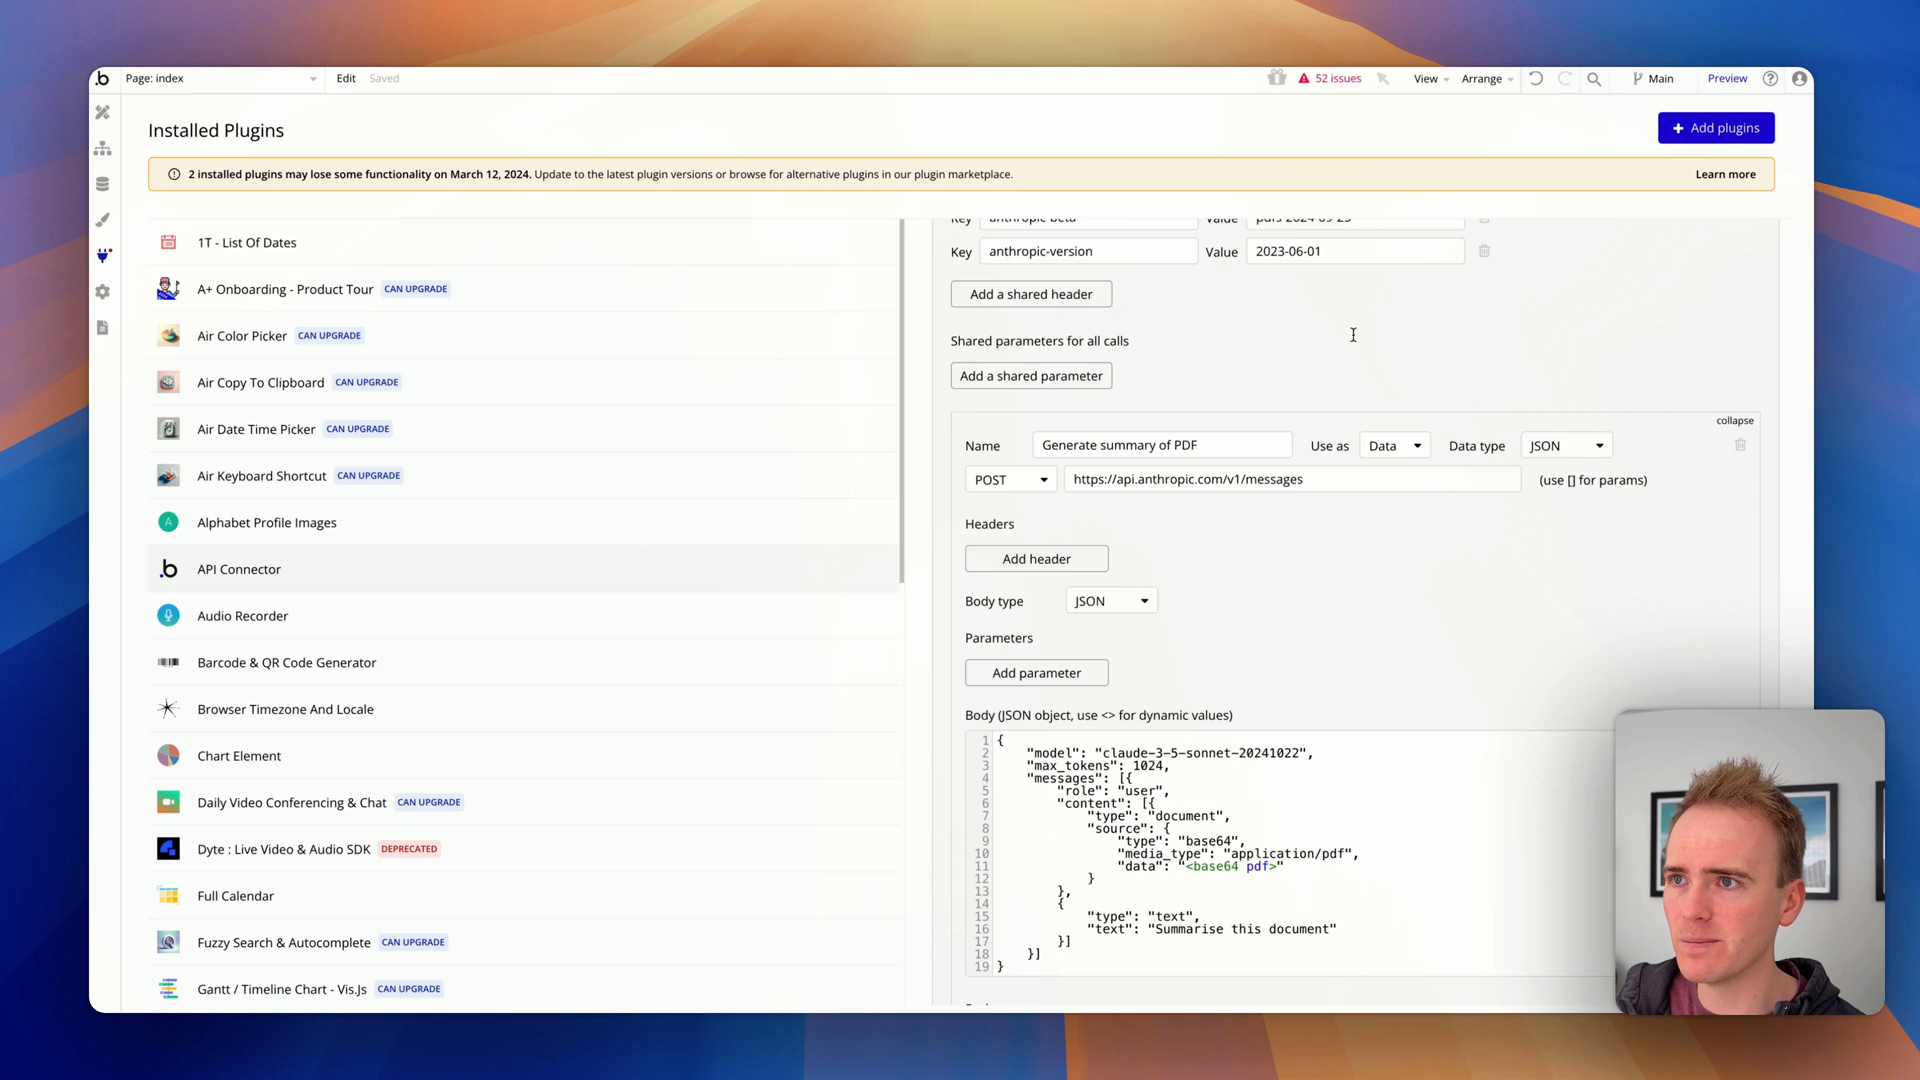 Page: index
Edit
Saved
52 issues
View
Arrange
Main
Preview
Installed Plugins
+ Add plugins
2 installed plugins may lose some functionality on March 12, 2024. Update to the latest plugin versions or browse for alternative plugins in our plugin marketplace.
Learn more
1T - List Of Dates
A+ Onboarding - Product Tour CAN UPGRADE
Air Color Picker CAN UPGRADE
Air Copy To Clipboard CAN UPGRADE
Air Date Time Picker CAN UPGRADE
Air Keyboard Shortcut CAN UPGRADE
Alphabet Profile Images
API Connector
Audio Recorder
Barcode & QR Code Generator
Browser Timezone And Locale
Chart Element
Daily Video Conferencing & Chat CAN UPGRADE
Dyte : Live Video & Audio SDK DEPRECATED
Full Calendar
Fuzzy Search & Autocomplete CAN UPGRADE
Gantt / Timeline Chart - Vis.Js CAN UPGRADE
Key anthropic-beta Value pdfs-2024-09-25
Key anthropic-version Value 2023-06-01
Add a shared header
Shared parameters for all calls
Add a shared parameter
collapse
Name Generate summary of PDF Use as Data Data type JSON
POST https://api.anthropic.com/v1/messages (use [] for params)
Headers
Add header
Body type JSON
Parameters
Add parameter
Body (JSON object, use <> for dynamic values)
1 {
2 "model": "claude-3-5-sonnet-20241022",
3 "max_tokens": 1024,
4 "messages": [{
5 "role": "user",
6 "content": [{
7 "type": "document",
8 "source": {
9 "type": "base64",
10 "media_type": "application/pdf",
11 "data": "<base64 pdf>"
12 }
13 },
14 {
15 "type": "text",
16 "text": "Summarise this document"
17 }]
18 }]
19 }